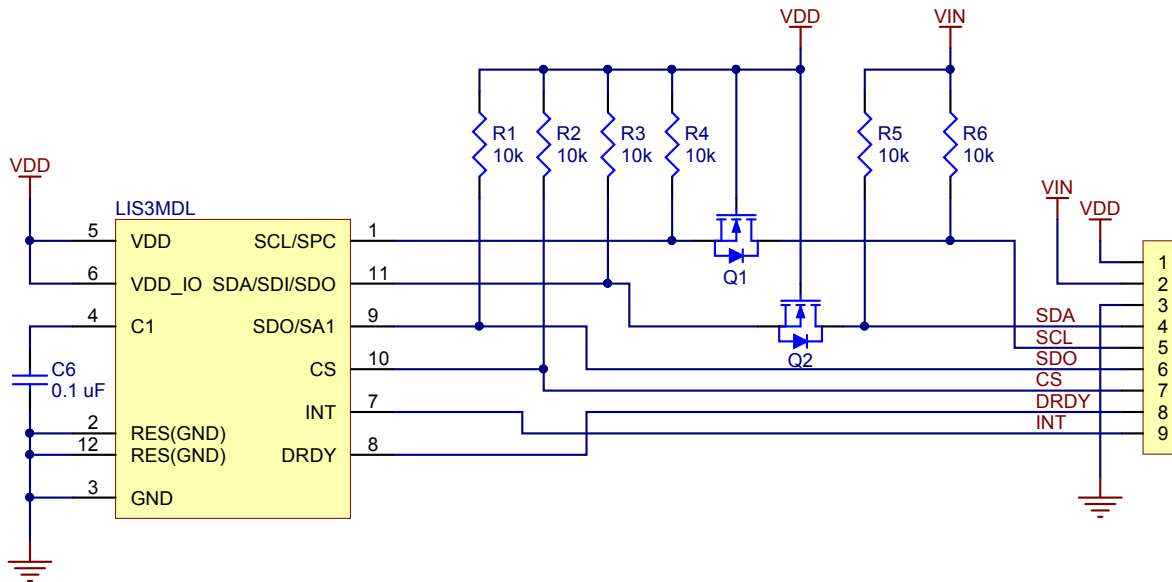 VDD VIN
R1 R2 R3 R4 R5 R6
10k 10k 10k 10k 10k 10k
VDD
VIN
VDD
LIS3MDL
5 VDD SCL/SPC 1
6 VDD_IO SDA/SDI/SDO 11
4 C1 SDO/SA1 9
CS 10
INT 7
2 RES(GND)
12 RES(GND) DRDY 8
3 GND
C6
0.1 uF
Q1
Q2
1
2
3
SDA 4
SCL 5
SDO 6
CS 7
DRDY 8
INT 9